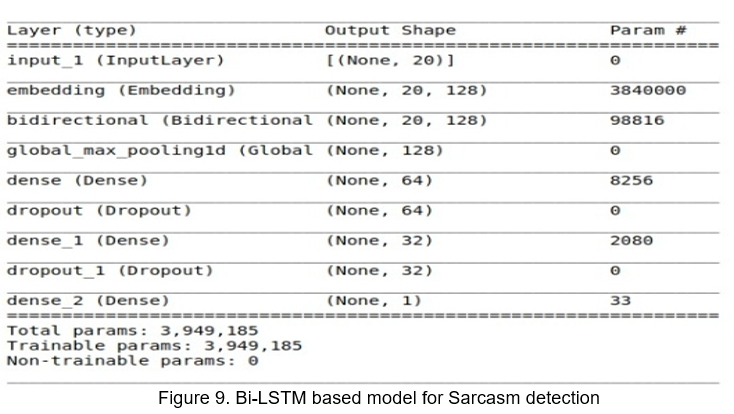 Layer (type) Output Shape Param #
input_1 (InputLayer) [(None, 20)] 0
embedding (Embedding) (None, 20, 128) 3840000
bidirectional (Bidirectional (None, 20, 128) 98816
global_max_pooling1d (Global (None, 128) 0
dense (Dense) (None, 64) 8256
dropout (Dropout) (None, 64) 0
dense_1 (Dense) (None, 32) 2080
dropout_1 (Dropout) (None, 32) 0
dense_2 (Dense) (None, 1) 33
Total params: 3,949,185
Trainable params: 3,949,185
Non-trainable params: 0
Figure 9. Bi-LSTM based model for Sarcasm detection